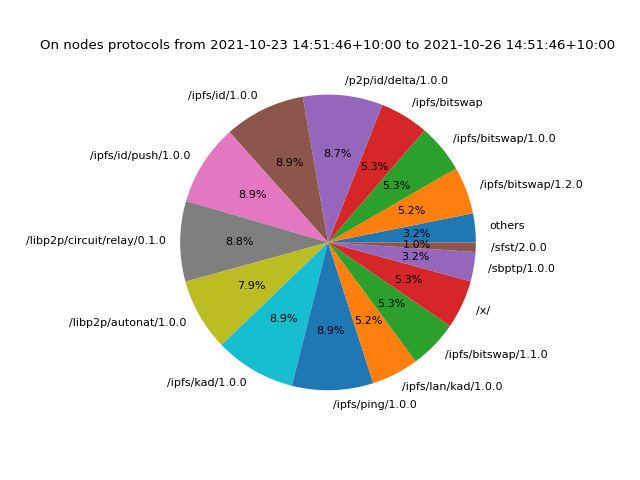 On nodes protocols from 2021-10-23 14:51:46+10:00 to 2021-10-26 14:51:46+10:00
/p2p/id/delta/1.0.0
/ipfs/id/1.0.0
/ipfs/bitswap
/ipfs/bitswap/1.0.0
/ipfs/id/push/1.0.0
/ipfs/bitswap/1.2.0
others
/libp2p/circuit/relay/0.1.0
/sfst/2.0.0
/sbptp/1.0.0
/x/
/libp2p/autonat/1.0.0
/ipfs/bitswap/1.1.0
/ipfs/kad/1.0.0
/ipfs/lan/kad/1.0.0
/ipfs/ping/1.0.0
8.7%
8.9%
5.3%
5.3%
8.9%
5.2%
3.2%
8.8%
1.0%
3.2%
5.3%
7.9%
5.3%
8.9%
5.2%
8.9%